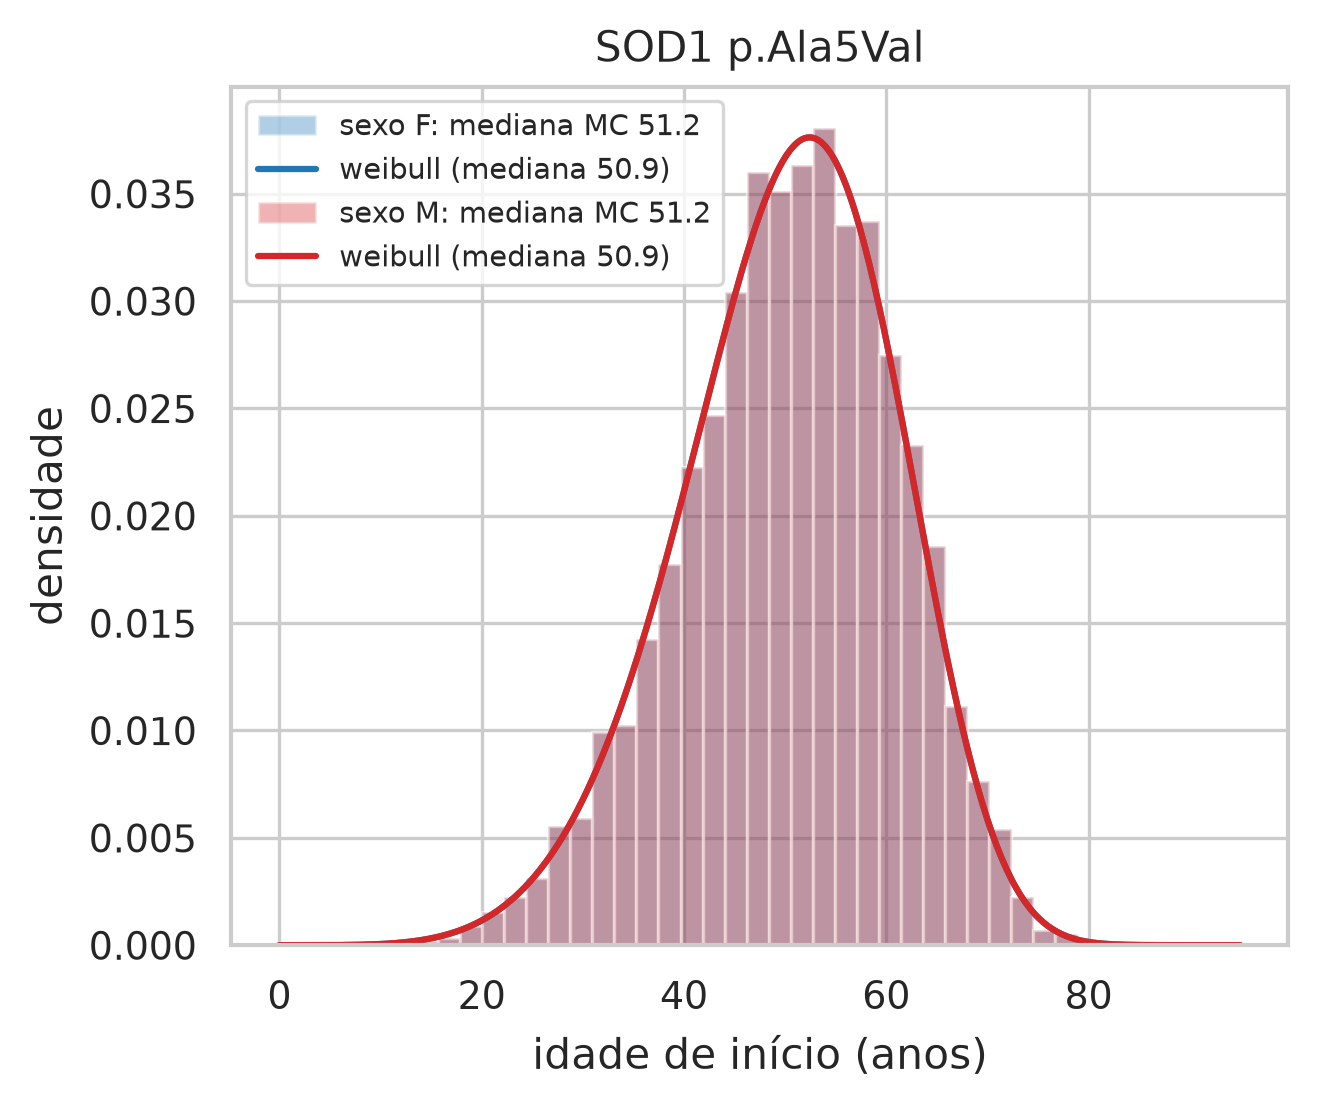 SOD1 p.Ala5Val
sexo F: mediana MC 51.2
weibull (mediana 50.9)
sexo M: mediana MC 51.2
weibull (mediana 50.9)
densidade
0.035
0.030
0.025
0.020
0.015
0.010
0.005
0.000
0 20 40 60 80
idade de início (anos)